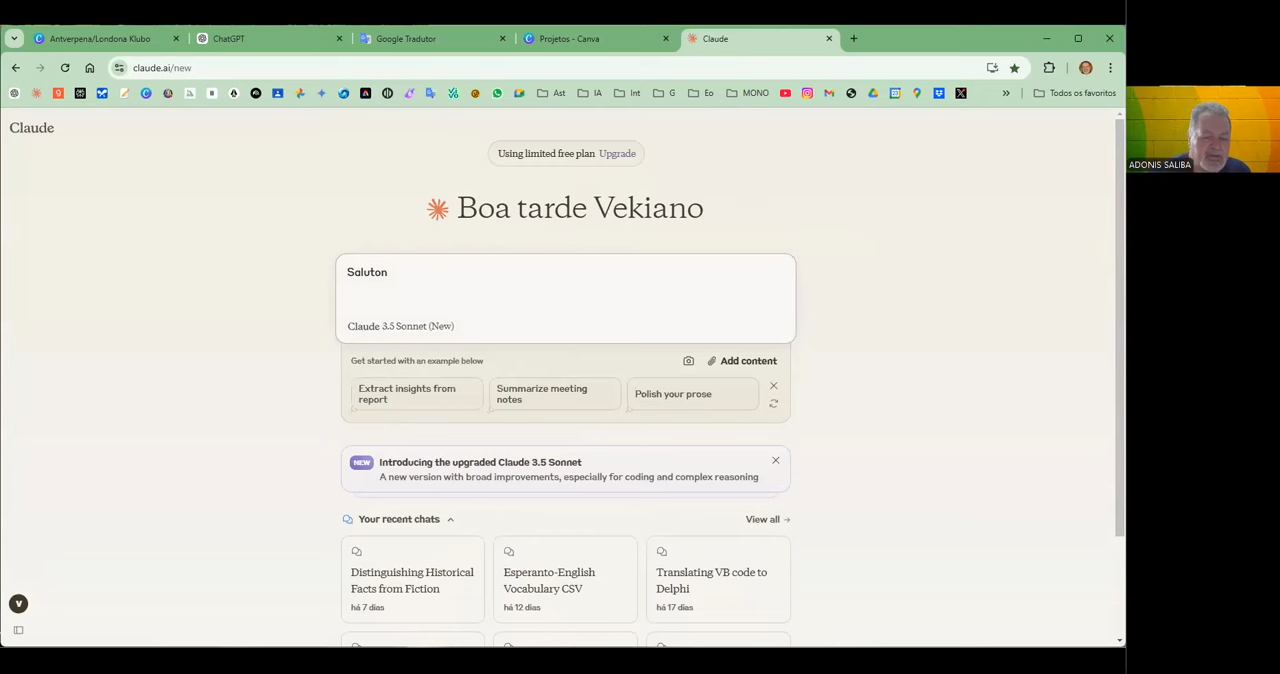 Antverpena/Londona Klubo
ChatGPT
Google Tradutor
Projetos - Canva
Claude
claude.ai/new
Ast
IA
Int
G
Eo
MONO
Todos os favoritos
Claude
Using limited free plan Upgrade
Boa tarde Vekiano
Saluton
Claude 3.5 Sonnet (New)
Get started with an example below
Add content
Extract insights from
report
Summarize meeting
notes
Polish your prose
NEW Introducing the upgraded Claude 3.5 Sonnet
A new version with broad improvements, especially for coding and complex reasoning
Your recent chats
View all
Distinguishing Historical
Facts from Fiction
há 7 dias
Esperanto-English
Vocabulary CSV
há 12 dias
Translating VB code to
Delphi
há 17 dias
V
ADONIS SALIBA